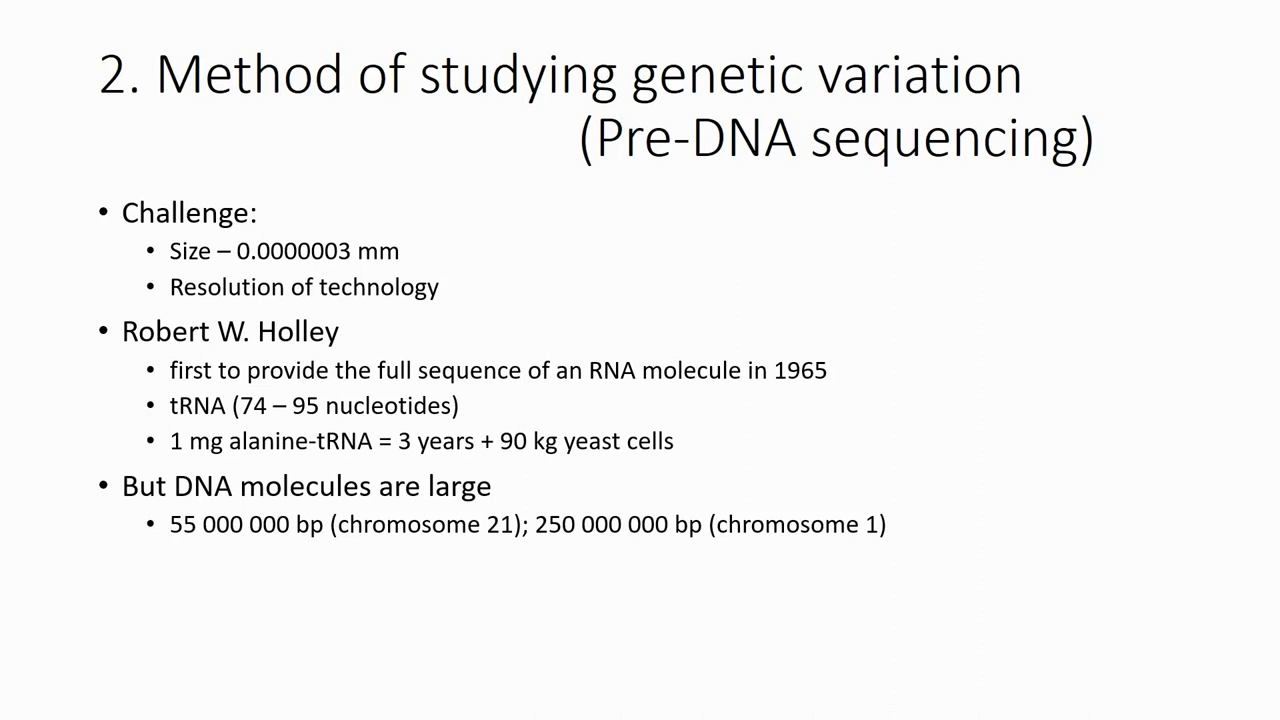 2. Method of studying genetic variation
(Pre-DNA sequencing)
• Challenge:
• Size – 0.0000003 mm
• Resolution of technology
• Robert W. Holley
• first to provide the full sequence of an RNA molecule in 1965
• tRNA (74 – 95 nucleotides)
• 1 mg alanine-tRNA = 3 years + 90 kg yeast cells
• But DNA molecules are large
• 55 000 000 bp (chromosome 21); 250 000 000 bp (chromosome 1)